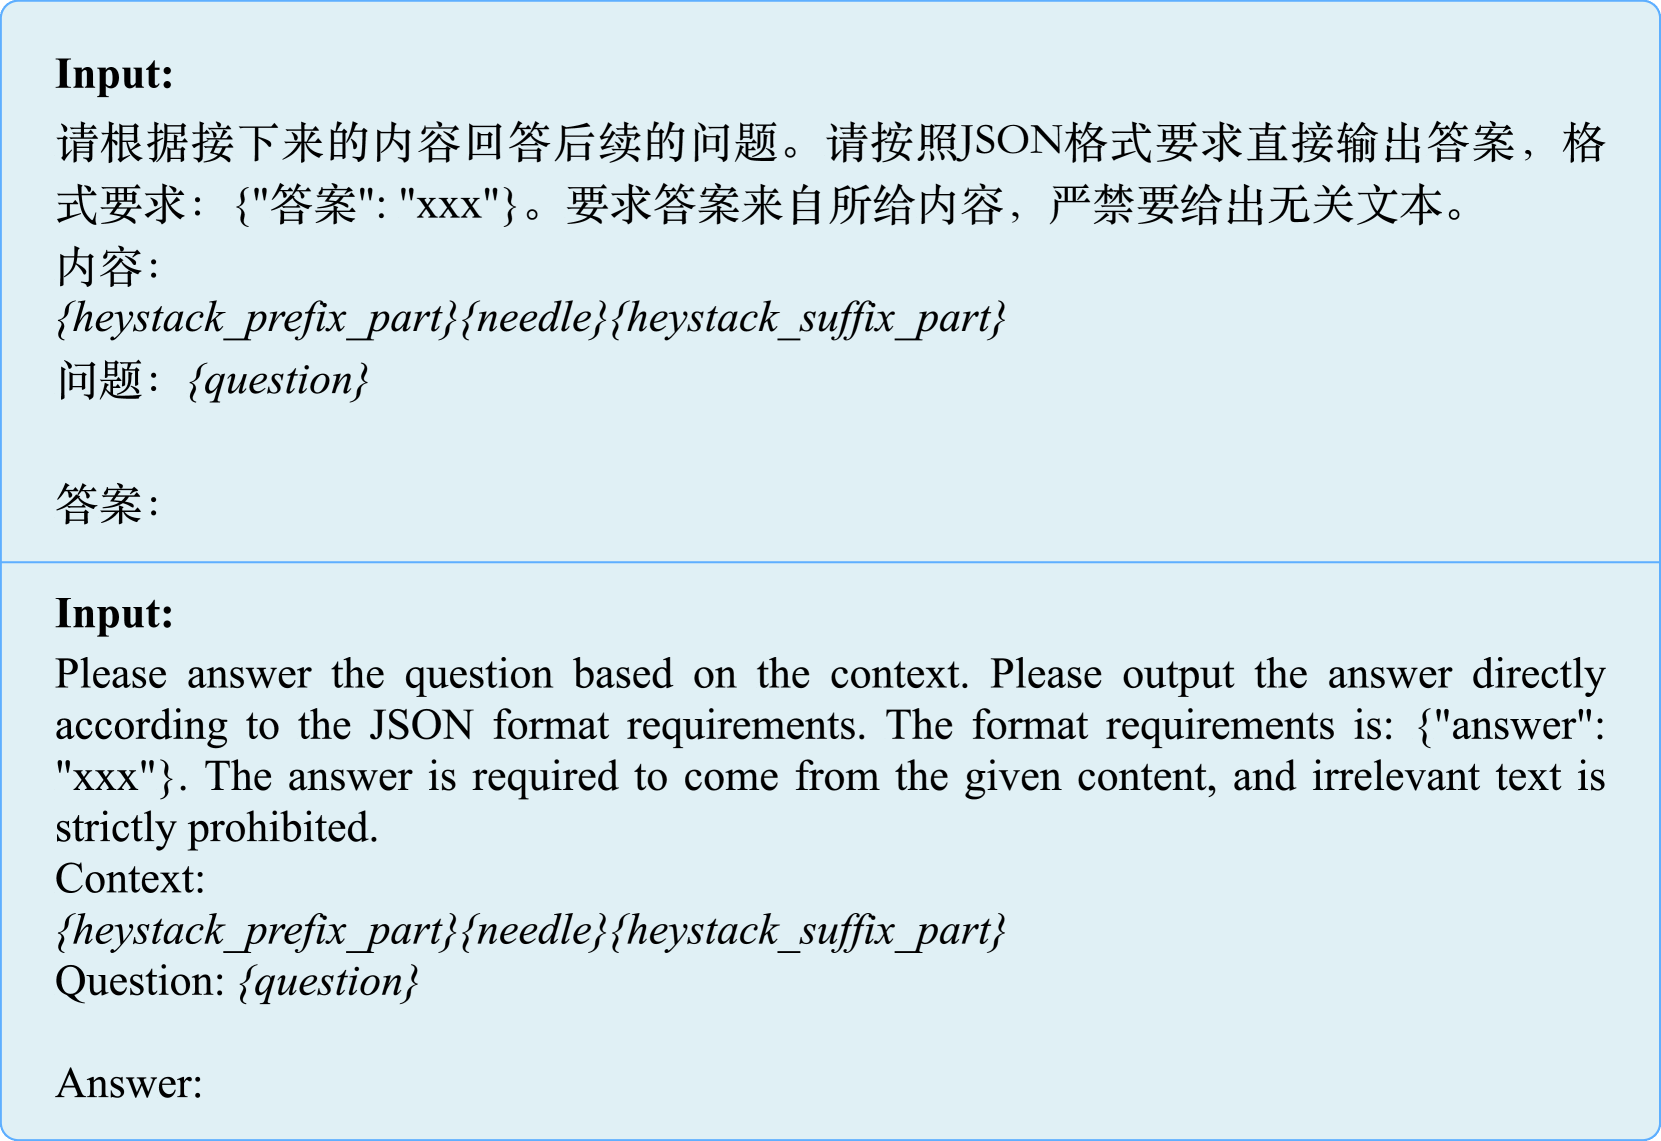 Input:
请根据接下来的内容回答后续的问题。请按照JSON格式要求直接输出答案，格
式要求：{"答案": "xxx"}。要求答案来自所给内容，严禁要给出无关文本。
内容：
{heystack_prefix_part}{needle}{heystack_suffix_part}
问题：{question}
答案：
Input:
Please answer the question based on the context. Please output the answer directly
according to the JSON format requirements. The format requirements is: {"answer":
"xxx"}. The answer is required to come from the given content, and irrelevant text is
strictly prohibited.
Context:
{heystack_prefix_part}{needle}{heystack_suffix_part}
Question: {question}
Answer: